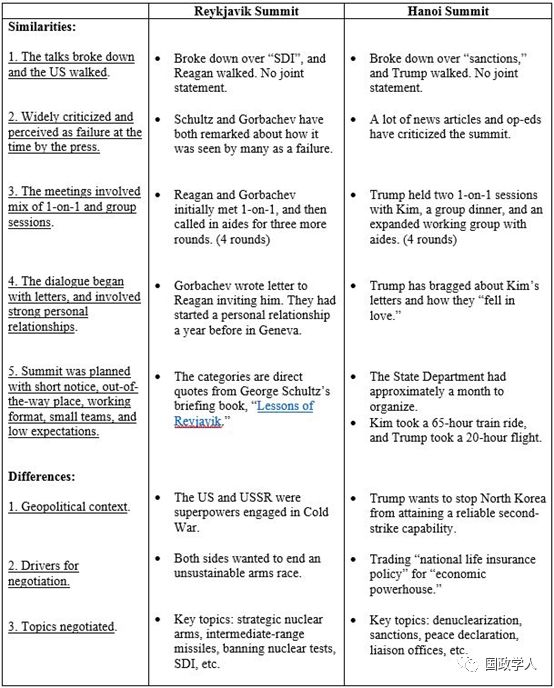 Reykjavik Summit
Hanoi Summit
Similarities:
1. The talks broke down
and the US walked.
Broke down over “SDI”, and
Reagan walked. No joint
statement.
Broke down over “sanctions,”
and Trump walked. No joint
statement.
2. Widely criticized and
perceived as failure at the
time by the press.
Schultz and Gorbachev have
both remarked about how it
was seen by many as a failure.
A lot of news articles and op-eds
have criticized the summit.
3. The meetings involved
mix of 1-on-1 and group
sessions.
Reagan and Gorbachev
initially met 1-on-1, and then
called in aides for three more
rounds. (4 rounds)
Trump held two 1-on-1 sessions
with Kim, a group dinner, and an
expanded working group with
aides. (4 rounds)
4. The dialogue began
with letters, and involved
strong personal
relationships.
Gorbachev wrote letter to
Reagan inviting him. They had
started a personal relationship
a year before in Geneva.
Trump has bragged about Kim’s
letters and how they “fell in
love.”
5. Summit was planned
with short notice, out-of-
the-way place, working
format, small teams, and
low expectations.
The categories are direct
quotes from George Schultz’s
briefing book, “Lessons of
Reyjavik.”
The State Department had
approximately a month to
organize.
Kim took a 65-hour train ride,
and Trump took a 20-hour flight.
Differences:
1. Geopolitical context.
The US and USSR were
superpowers engaged in Cold
War.
Trump wants to stop North Korea
from attaining a reliable second-
strike capability.
2. Drivers for
negotiation.
Both sides wanted to end an
unsustainable arms race.
Trading “national life insurance
policy” for “economic
powerhouse.”
3. Topics negotiated.
Key topics: strategic nuclear
arms, intermediate-range
missiles, banning nuclear tests,
SDI, etc.
Key topics: denuclearization,
sanctions, peace declaration,
liaison offices, etc.
国政学人